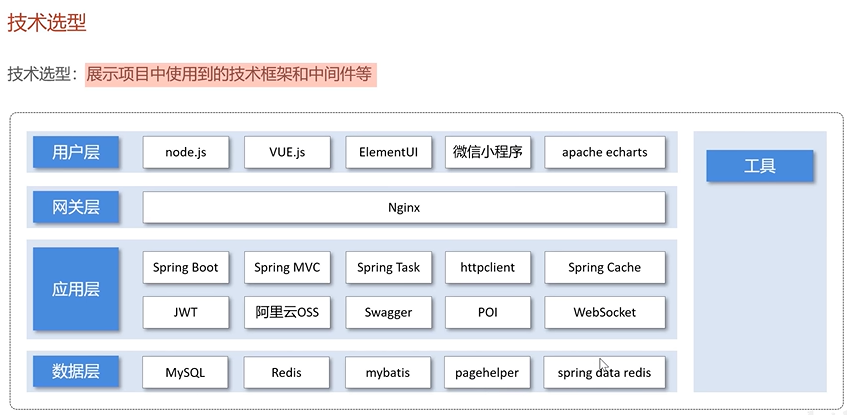 技术选型
技术选型：展示项目中使用到的技术框架和中间件等
用户层 node.js VUE.js ElementUI 微信小程序 apache echarts
工具
网关层 Nginx
应用层
Spring Boot Spring MVC Spring Task httpclient Spring Cache
JWT 阿里云OSS Swagger POI WebSocket
数据层 MySQL Redis mybatis pagehelper spring data redis